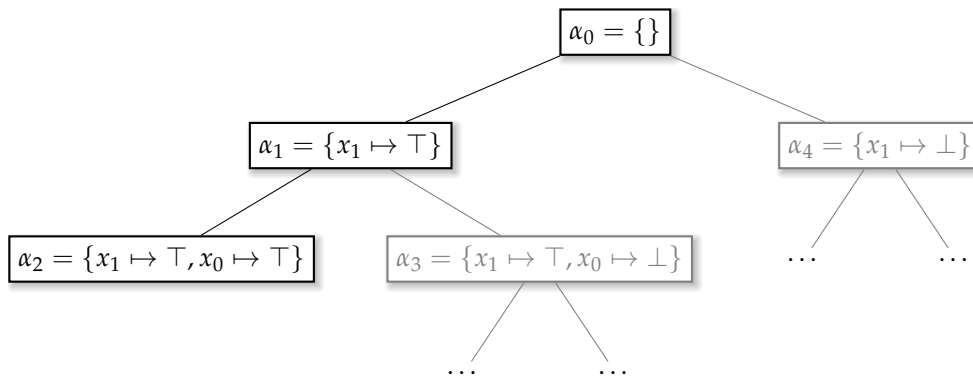 α₀ = {}
α₁ = {x₁ ↦ ⊤}
α₄ = {x₁ ↦ ⊥}
α₂ = {x₁ ↦ ⊤, x₀ ↦ ⊤}
α₃ = {x₁ ↦ ⊤, x₀ ↦ ⊥}
... ...
... ...